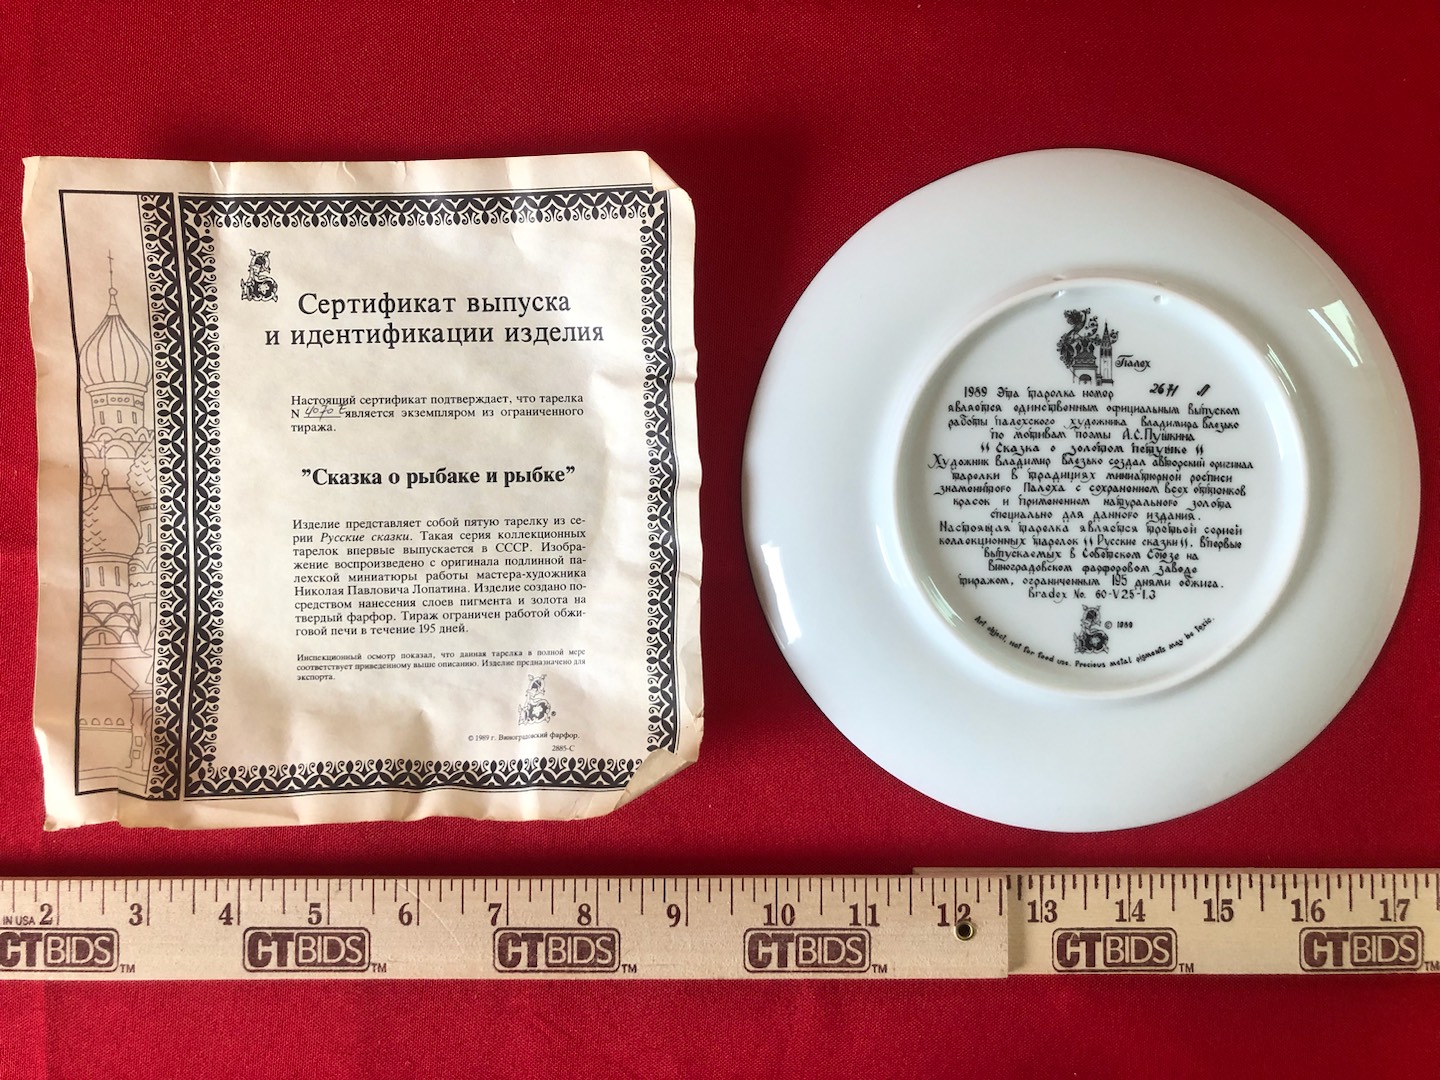 Сертификат выпуска
и идентификации изделия
Настоящий сертификат подтверждает, что тарелка
N 4070 E является экземпляром из ограниченного
тиража.
"Сказка о рыбаке и рыбке"
Изделие представляет собой пятую тарелку из се-
рии Русские сказки. Такая серия коллекционных
тарелок впервые выпускается в СССР. Изобра-
жение воспроизведено с оригинала подлинной па-
лехской миниатюры работы мастера-художника
Николая Павловича Лопатина. Изделие создано по-
средством нанесения слоев пигмента и золота на
твердый фарфор. Тираж ограничен работой обжи-
говой печи в течение 195 дней.
Инспекционный осмотр показал, что данная тарелка в полной мере
соответствует приведенному выше описанию. Изделие предназначено для
экспорта.
®
© 1989 г. Виноградовский фарфор.
2885-C
Палех
1989 Эта тарелка номер 2671 Л
является единственным официальным выпуском
работы палехского художника Владимира Влезько
по мотивам поэмы А.С.Пушкина
"Сказка о золотом петушке"
Художник Владимир Влезько создал авторский оригинал
тарелки в традициях миниатюрной росписи
знаменитого Палеха с сохранением всех оттенков
красок и применением натурального золота
специально для данного издания.
Настоящая тарелка является третьей серией
коллекционных тарелок "Русские сказки". Впервые
выпускаемых в Советском Союзе на
Виноградовском фарфоровом заводе
тиражом, ограниченным 195 днями обжига.
Bradex No. 60-V25-1.3
© 1989
Art object, not for food use. Precious metal pigments may be toxic.
IN USA 2 3 4 5 6 7 8 9 10 11 12 13 14 15 16 17
CTBIDS™ CTBIDS™ CTBIDS™ CTBIDS™ CTBIDS™ CTBIDS™